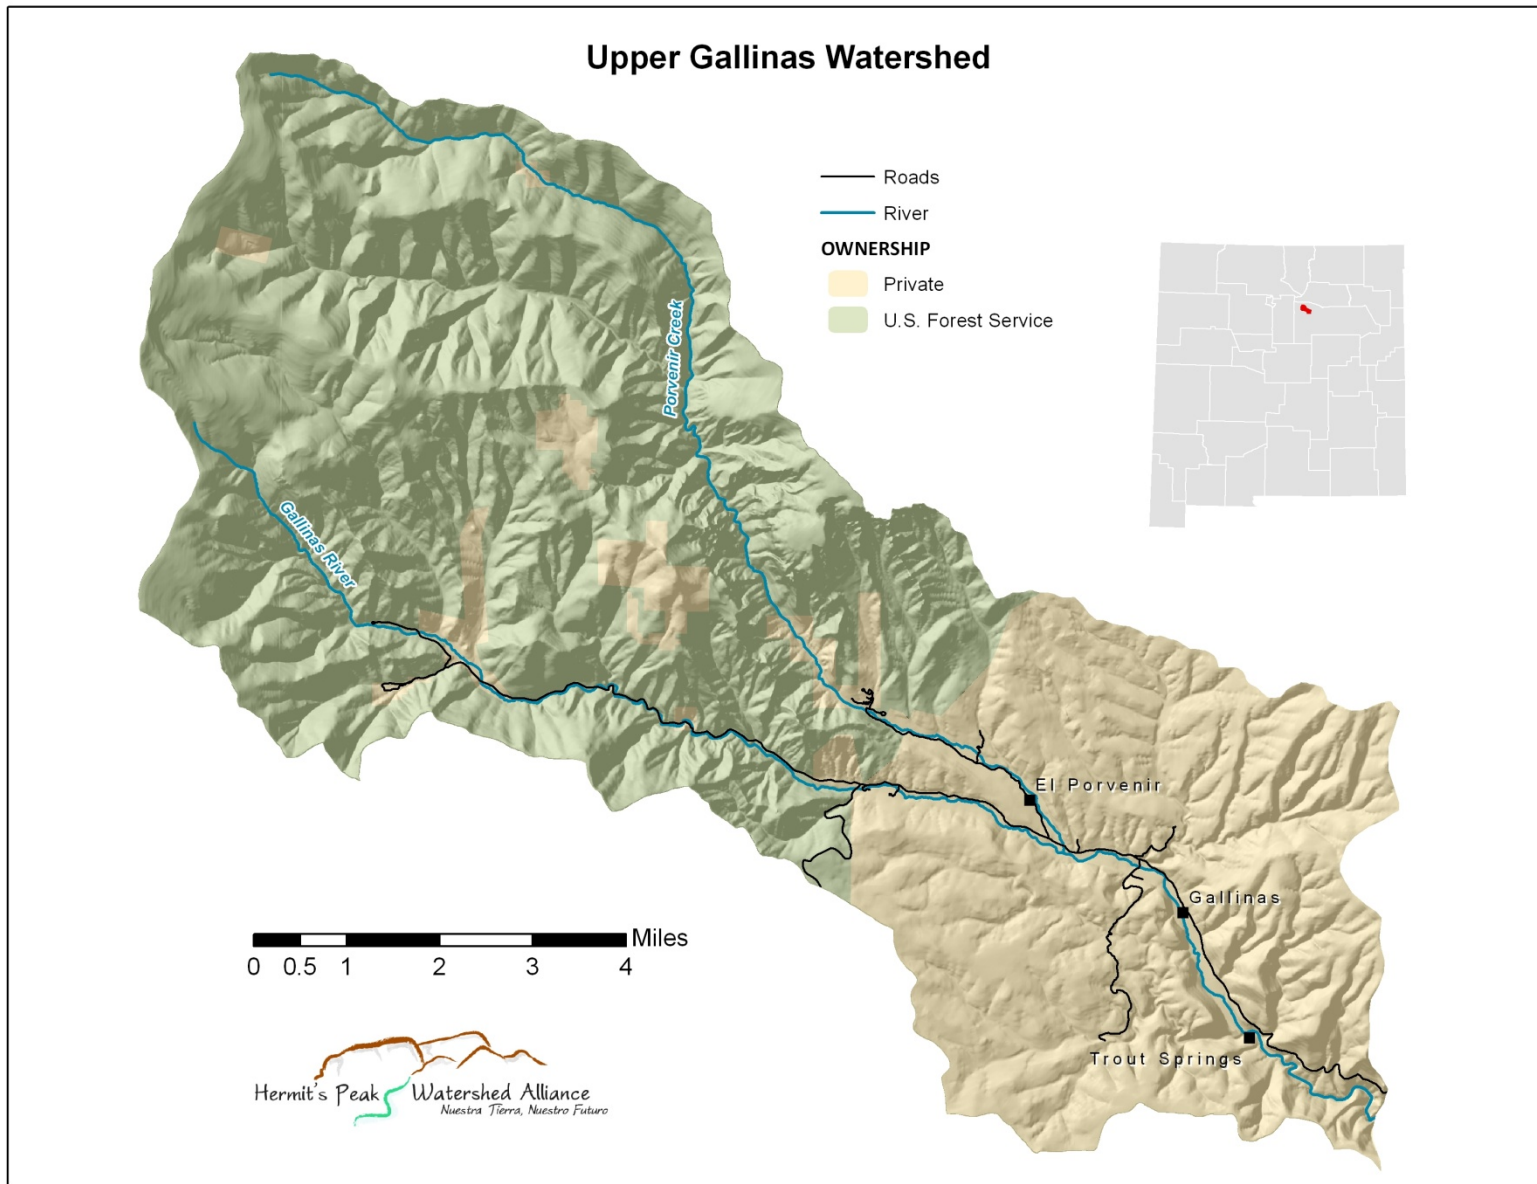 Upper Gallinas Watershed
Roads
River
OWNERSHIP
Private
U.S. Forest Service
Porvenir Creek
Gallinas River
El Porvenir
Gallinas
Trout Springs
Miles
0 0.5 1 2 3 4
Hermit's Peak Watershed Alliance
Nuestra Tierra, Nuestro Futuro